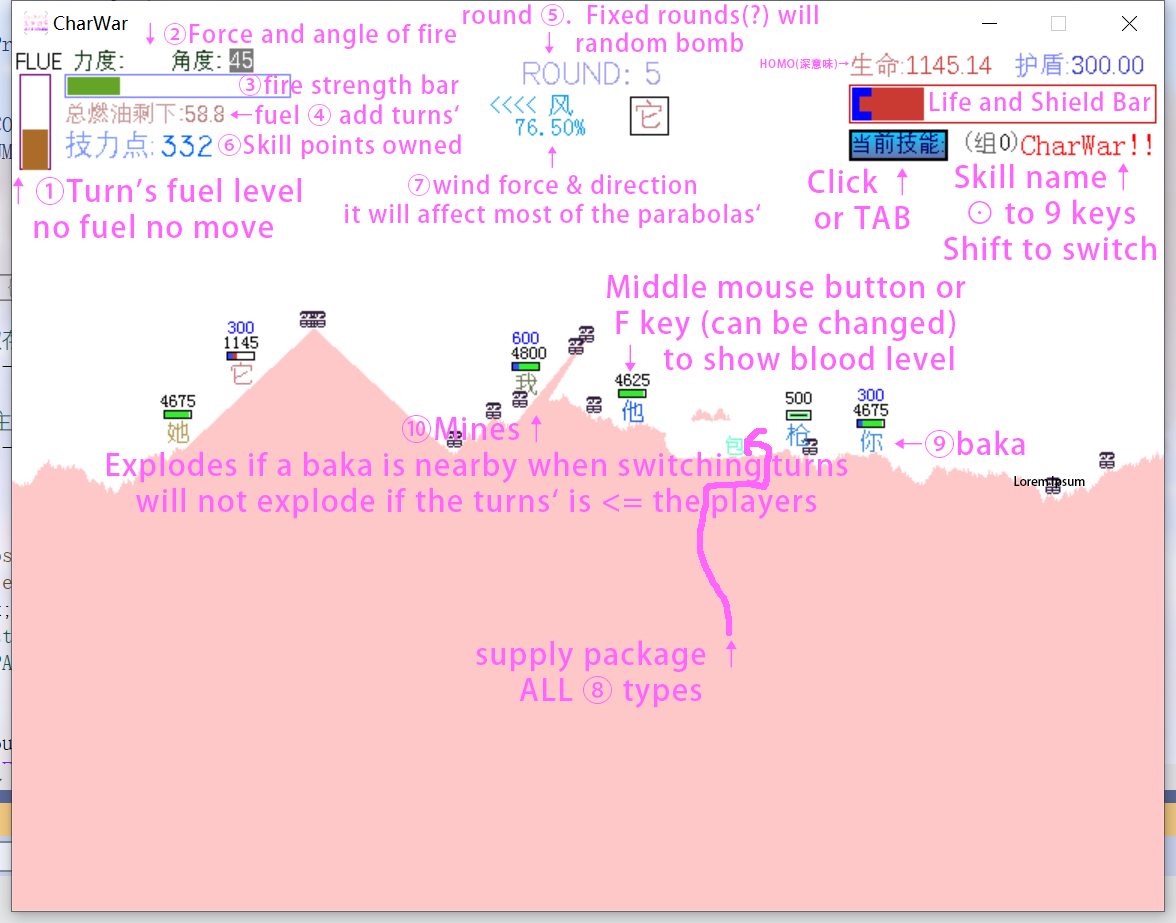 CharWar
↓②Force and angle of fire
round ⑤. Fixed rounds(?) will
↓ random bomb
FLUE 力度: 角度: 45
③fire strength bar
总燃油剩下:58.8 ←fuel ④ add turns‘
技力点: 332 ⑥Skill points owned
ROUND: 5
<<<< 风
76.50%
它
HOMO(深意味)→生命:1145.14 护盾:300.00
Life and Shield Bar
当前技能: (组0)CharWar!!
↑ ①Turn’s fuel level
no fuel no move
↑
⑦wind force & direction
it will affect most of the parabolas‘
Click ↑
or TAB
Skill name ↑
⊙ to 9 keys
Shift to switch
Middle mouse button or
F key (can be changed)
↓ to show blood level
300
1145
它
600
4800
我
4675
她
4625
他
500
枪
300
4675
你
包
←⑨baka
⑩Mines ↑
Explodes if a baka is nearby when switching turns
will not explode if the turns‘ is <= the players
Lorem Ipsum
supply package ↑
ALL ⑧ types